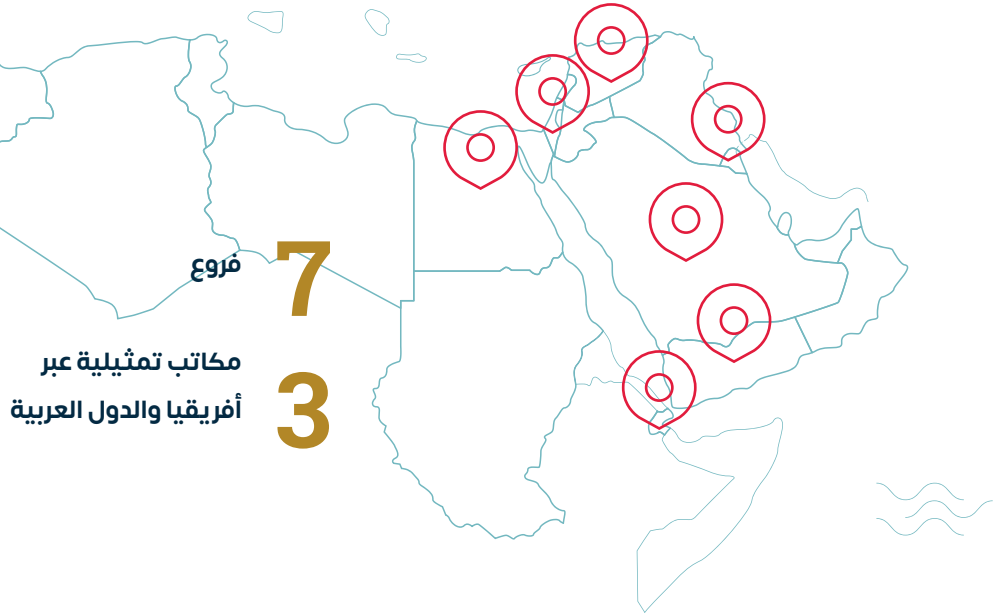 7 فروع
3 مكاتب تمثيلية عبر
أفريقيا والدول العربية